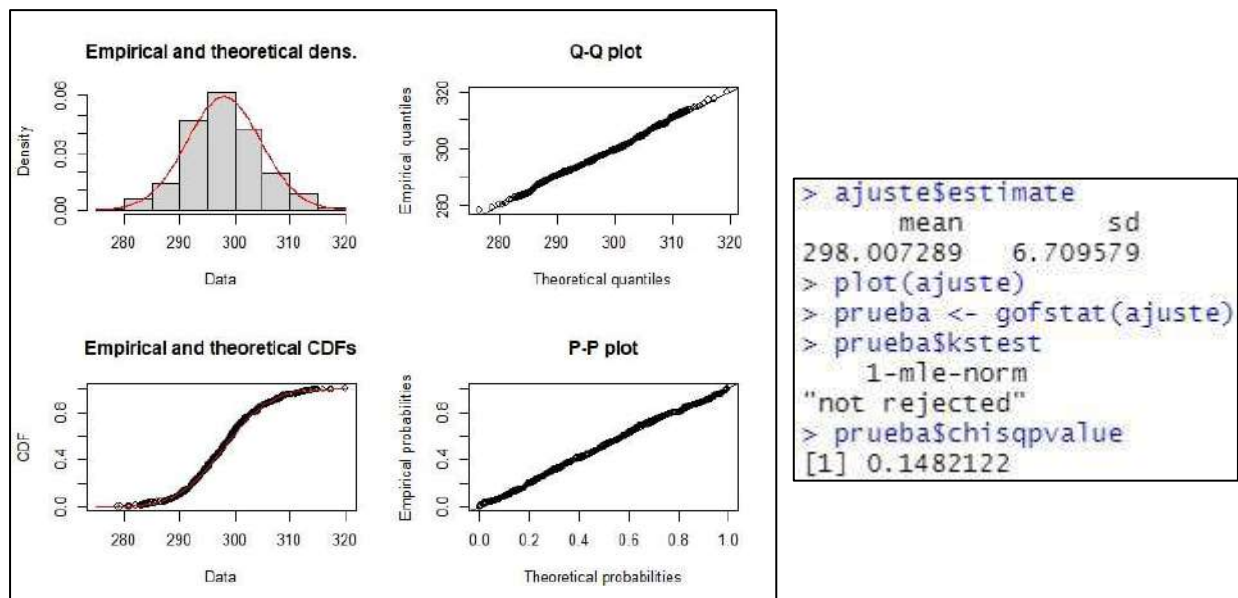 Empirical and theoretical dens.
Density
0.00
0.03
0.06
280 290 300 310 320
Data
Q-Q plot
Empirical quantiles
280
300
320
280 290 300 310 320
Theoretical quantiles
Empirical and theoretical CDFs
CDF
0.0
0.4
0.8
280 290 300 310 320
Data
P-P plot
Empirical probabilities
0.0
0.4
0.8
0.0 0.2 0.4 0.6 0.8 1.0
Theoretical probabilities
> ajuste$estimate
mean sd
298.007289 6.709579
> plot(ajuste)
> prueba <- gofstat(ajuste)
> prueba$kstest
1-mle-norm
"not rejected"
> prueba$chisqpvalue
[1] 0.1482122